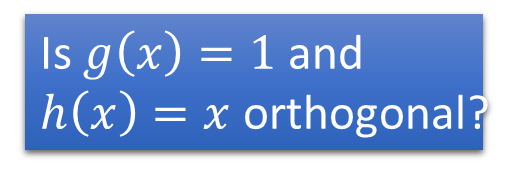 Is g(x) = 1 and
h(x) = x orthogonal?